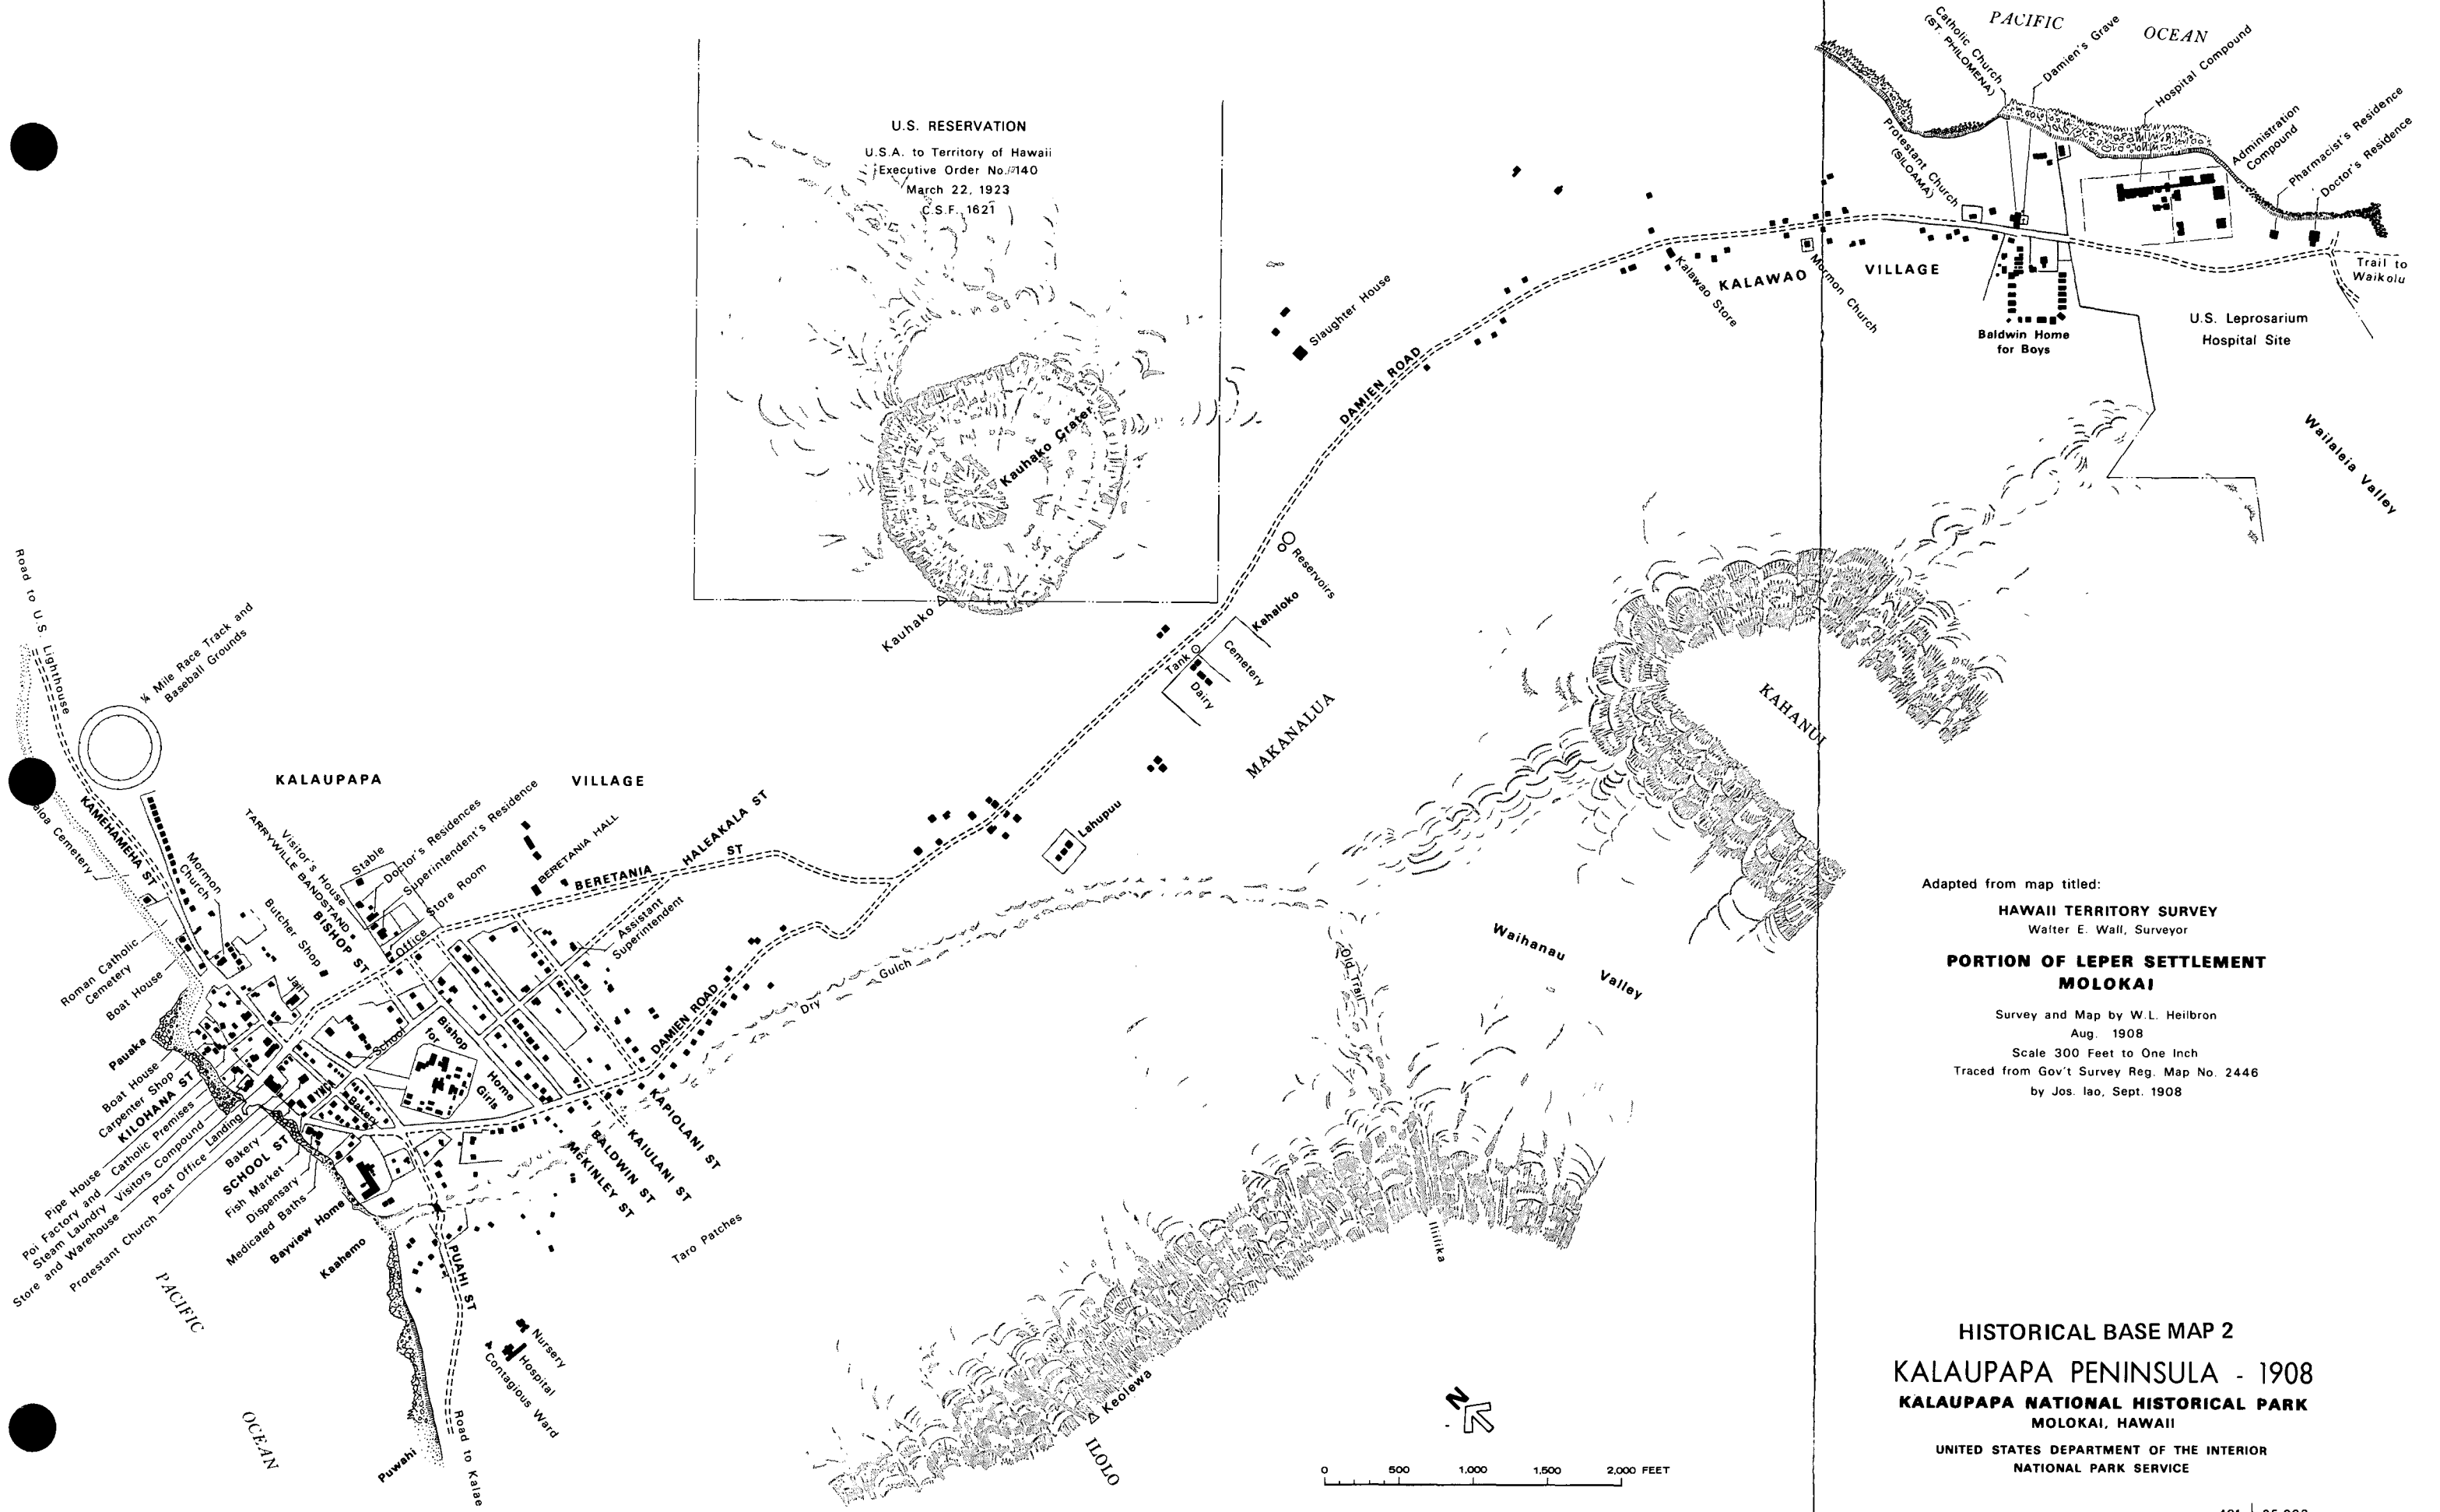 PACIFIC
OCEAN
Catholic Church
(ST. PHILOMENA)
Damien's Grave
Hospital Compound
Administration
Compound
Pharmacist's Residence
Doctor's Residence
Protestant Church
(SILOAMA)
Trail to
Waikolu
U.S. Leprosarium
Hospital Site
Baldwin Home
for Boys
Wailaleia Valley
KALAWAO
VILLAGE
Mormon Church
Kalawao Store
U.S. RESERVATION
U.S.A. to Territory of Hawaii
Executive Order No.
March 22, 1923
C.S.F. 1621
Kauhako Crater
Kauhako
Slaughter House
DAMIEN ROAD
Reservoirs
Kahaloko
Cemetery
Tank
Dairy
MAKANALUA
KAHANUI
Lahupuu
Waihanau
Valley
Old Trail
Dry
Gulch
Road to U.S. Lighthouse
¼ Mile Race Track and
Baseball Grounds
KALAUPAPA
VILLAGE
KAMEHAMEHA ST
aloa Cemetery
Mormon
Church
Butcher Shop
Jail
TARRYWILLE BANDSTAND
Visitor's House
BISHOP ST
Stable
Doctor's Residences
Superintendent's Residence
Store Room
Office
BERETANIA HALL
BERETANIA
ST
HALEAKALA ST
Assistant
Superintendent
DAMIEN ROAD
Roman Catholic
Cemetery
Boat House
Pauaka
Boat House
Carpenter Shop
KILOHANA ST
Pipe House
Poi Factory and Catholic Premises
Steam Laundry
Visitors Compound
Store and Warehouse
Post Office
Landing
Protestant Church
Bakery
SCHOOL ST
Fish Market
Dispensary
Medicated Baths
Bayview Home
Kaahemo
School
YMCA
Bakery
Bishop Home
for Girls
KAPIOLANI ST
KAIULANI ST
BALDWIN ST
McKINLEY ST
PUAHI ST
Taro Patches
Nursery
Hospital
Contagious Ward
Road to Kalae
Puwahi
PACIFIC
OCEAN
Iliilika
Keolewa
ILOLO
N
0 500 1,000 1,500 2,000 FEET
Adapted from map titled:
HAWAII TERRITORY SURVEY
Walter E. Wall, Surveyor
PORTION OF LEPER SETTLEMENT
MOLOKAI
Survey and Map by W.L. Heilbron
Aug. 1908
Scale 300 Feet to One Inch
Traced from Gov't Survey Reg. Map No. 2446
by Jos. Iao, Sept. 1908
HISTORICAL BASE MAP 2
KALAUPAPA PENINSULA - 1908
KALAUPAPA NATIONAL HISTORICAL PARK
MOLOKAI, HAWAII
UNITED STATES DEPARTMENT OF THE INTERIOR
NATIONAL PARK SERVICE